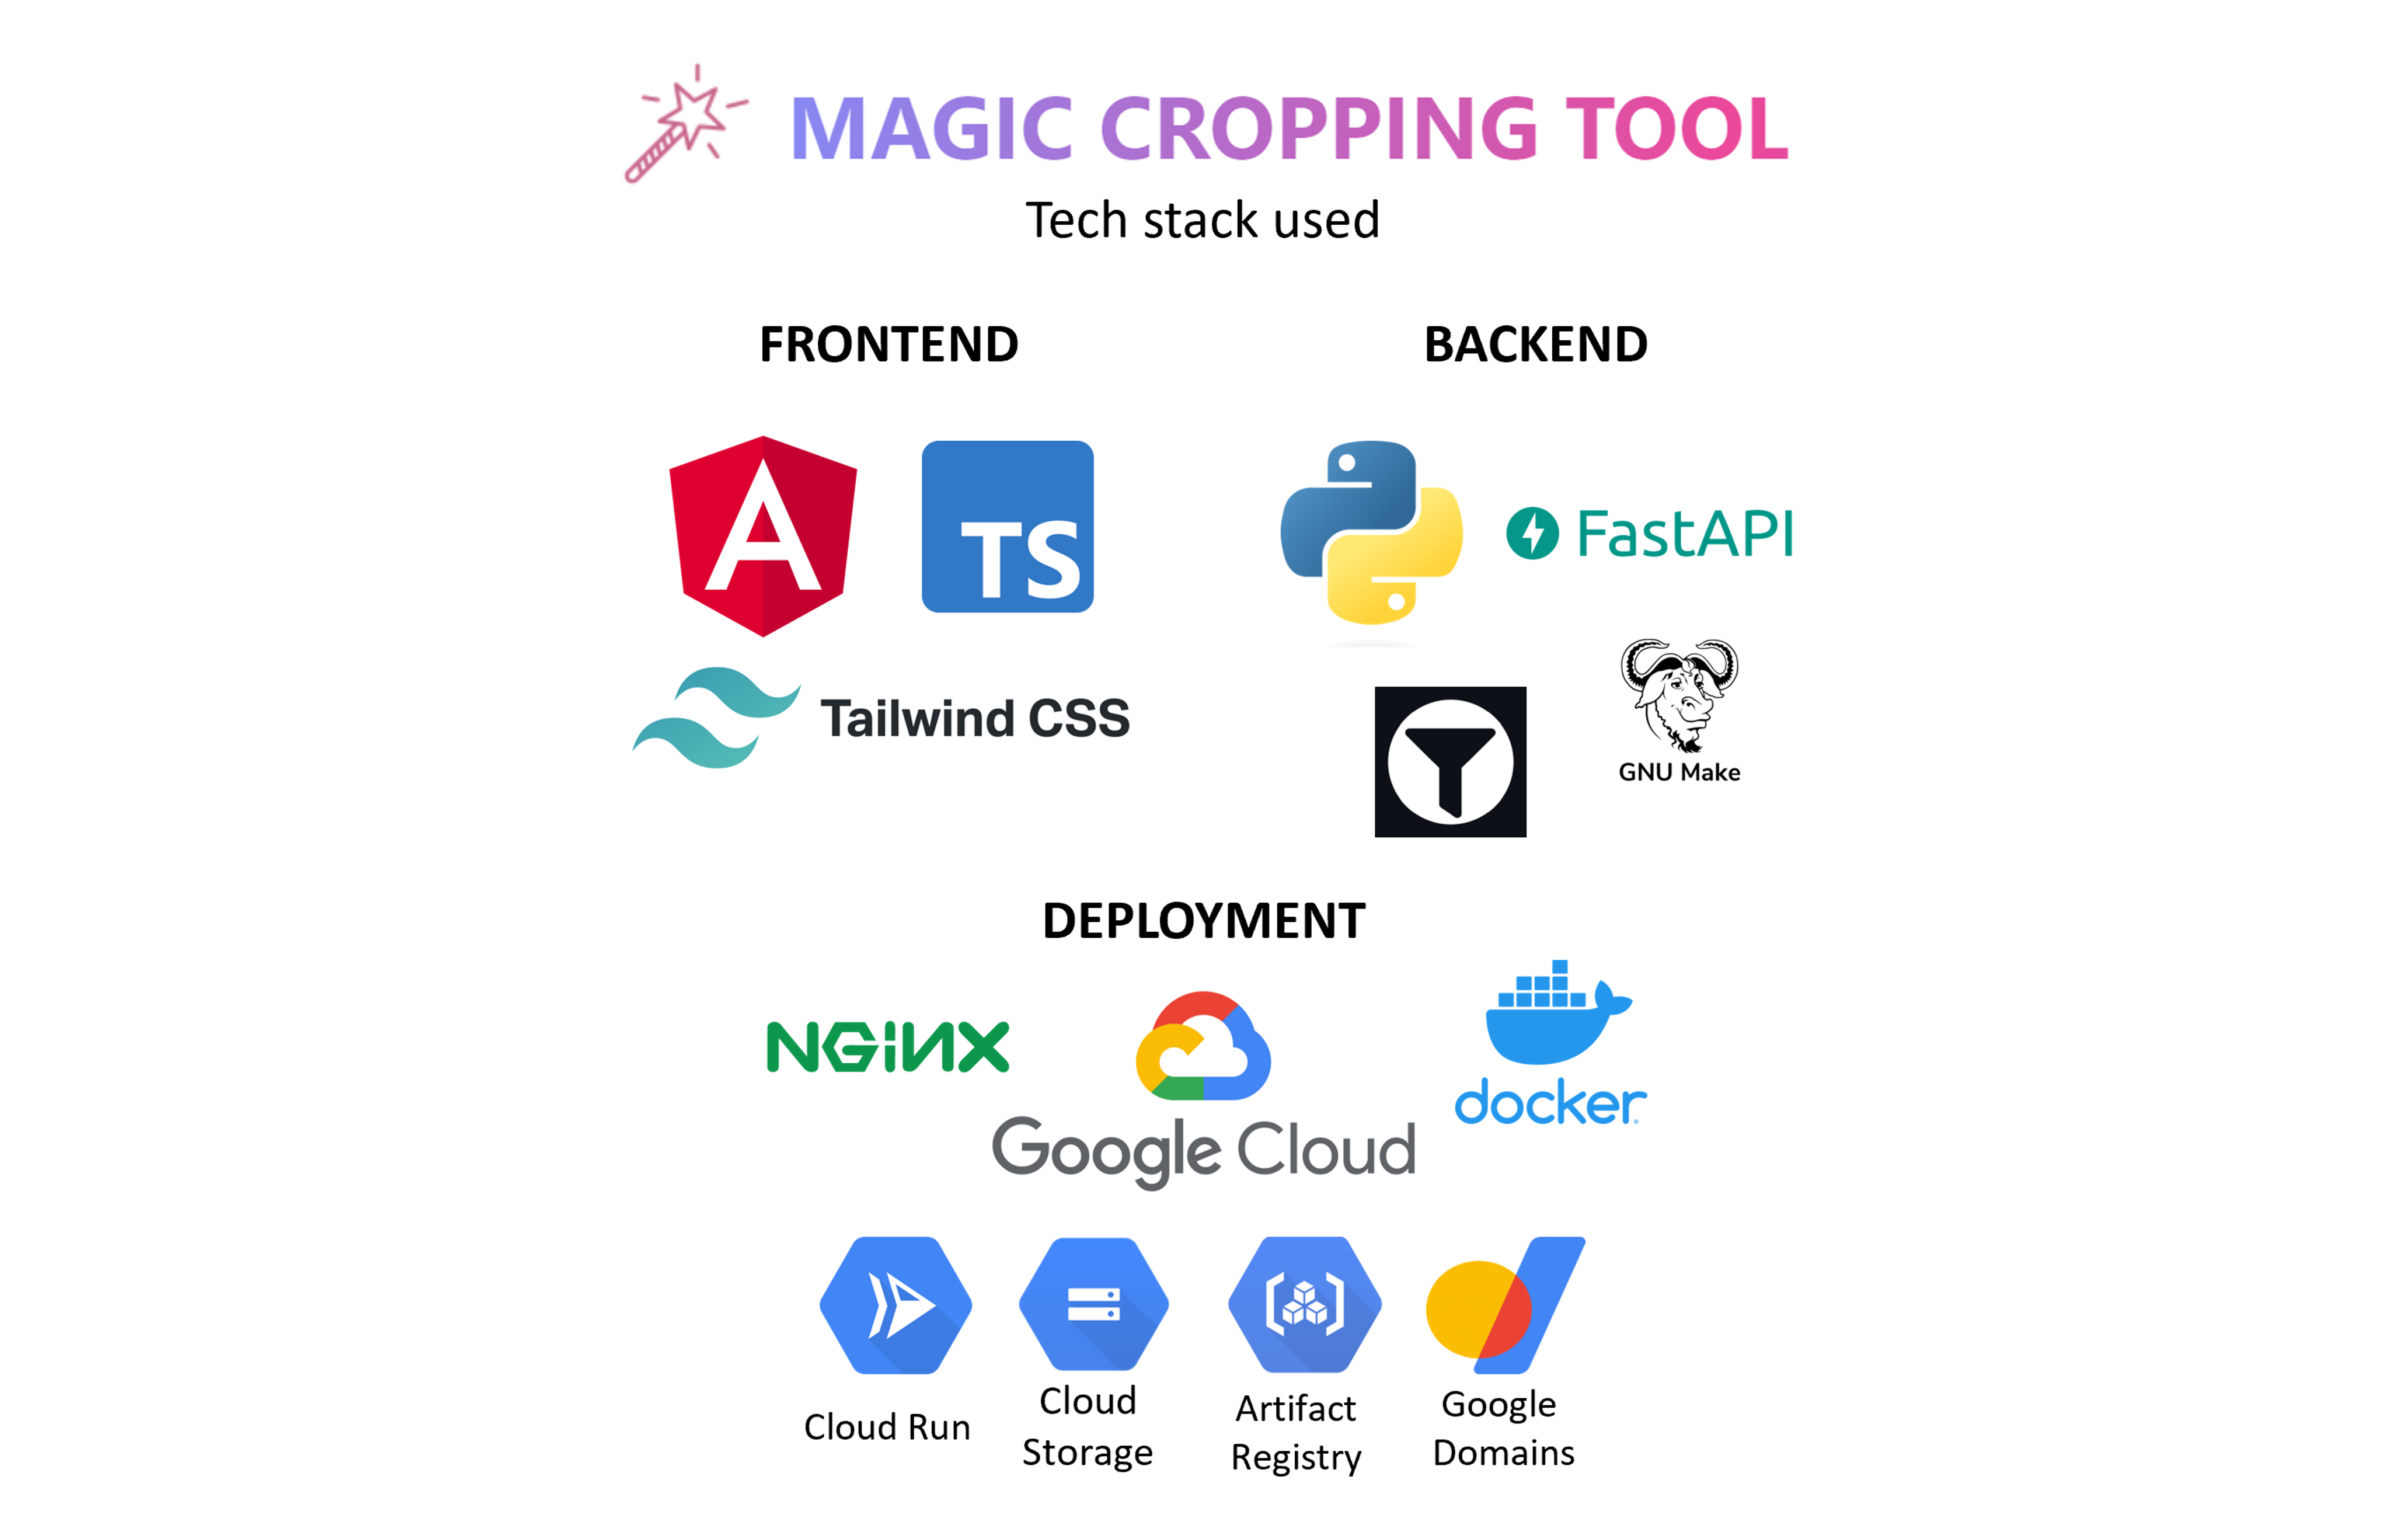 MAGIC CROPPING TOOL
Tech stack used
FRONTEND
BACKEND
A
TS
FastAPI
Tailwind CSS
GNU Make
DEPLOYMENT
NGINX
docker
Google Cloud
Cloud Run
Cloud
Storage
Artifact
Registry
Google
Domains